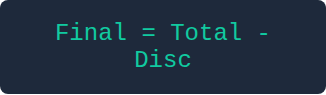 Final = Total -
Disc